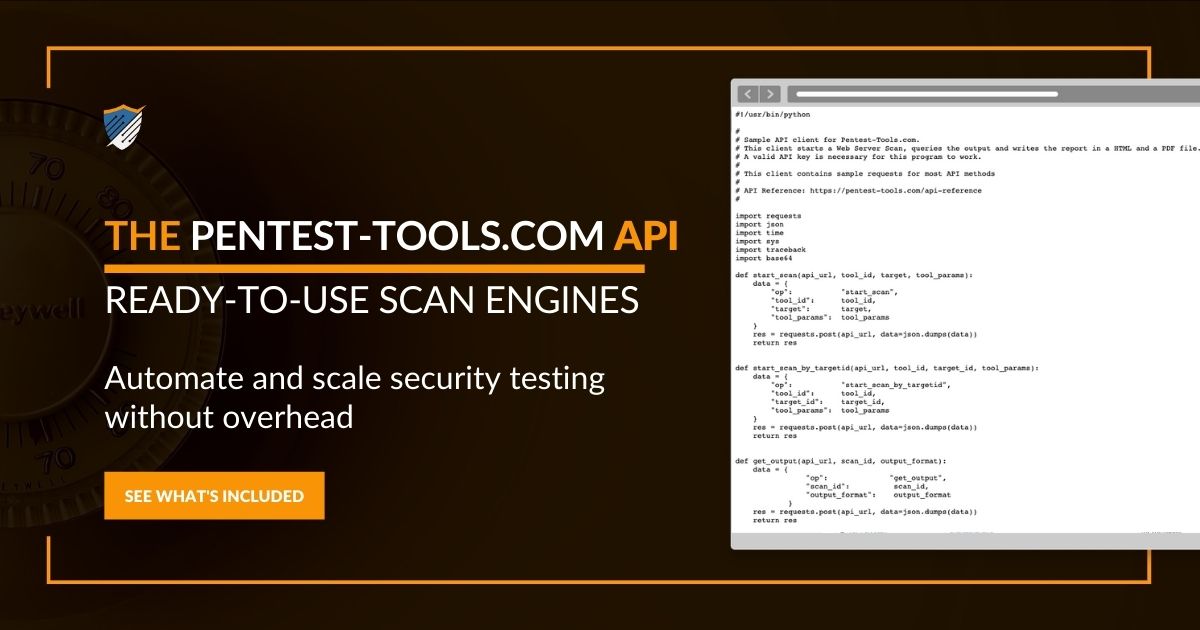 THE PENTEST-TOOLS.COM API
READY-TO-USE SCAN ENGINES
Automate and scale security testing
without overhead
SEE WHAT'S INCLUDED
70
80
eywell
70
#!/usr/bin/python
#
# Sample API client for Pentest-Tools.com.
# This client starts a Web Server Scan, queries the output and writes the report in a HTML and a PDF file.
# A valid API key is necessary for this program to work.
#
# This client contains sample requests for most API methods
#
# API Reference: https://pentest-tools.com/api-reference
#
import requests
import json
import time
import sys
import traceback
import base64
def start_scan(api_url, tool_id, target, tool_params):
data = {
"op": "start_scan",
"tool_id": tool_id,
"target": target,
"tool_params": tool_params
}
res = requests.post(api_url, data=json.dumps(data))
return res
def start_scan_by_targetid(api_url, tool_id, target_id, tool_params):
data = {
"op": "start_scan_by_targetid",
"tool_id": tool_id,
"target_id": target_id,
"tool_params": tool_params
}
res = requests.post(api_url, data=json.dumps(data))
return res
def get_output(api_url, scan_id, output_format):
data = {
"op": "get_output",
"scan_id": scan_id,
"output_format": output_format
}
res = requests.post(api_url, data=json.dumps(data))
return res